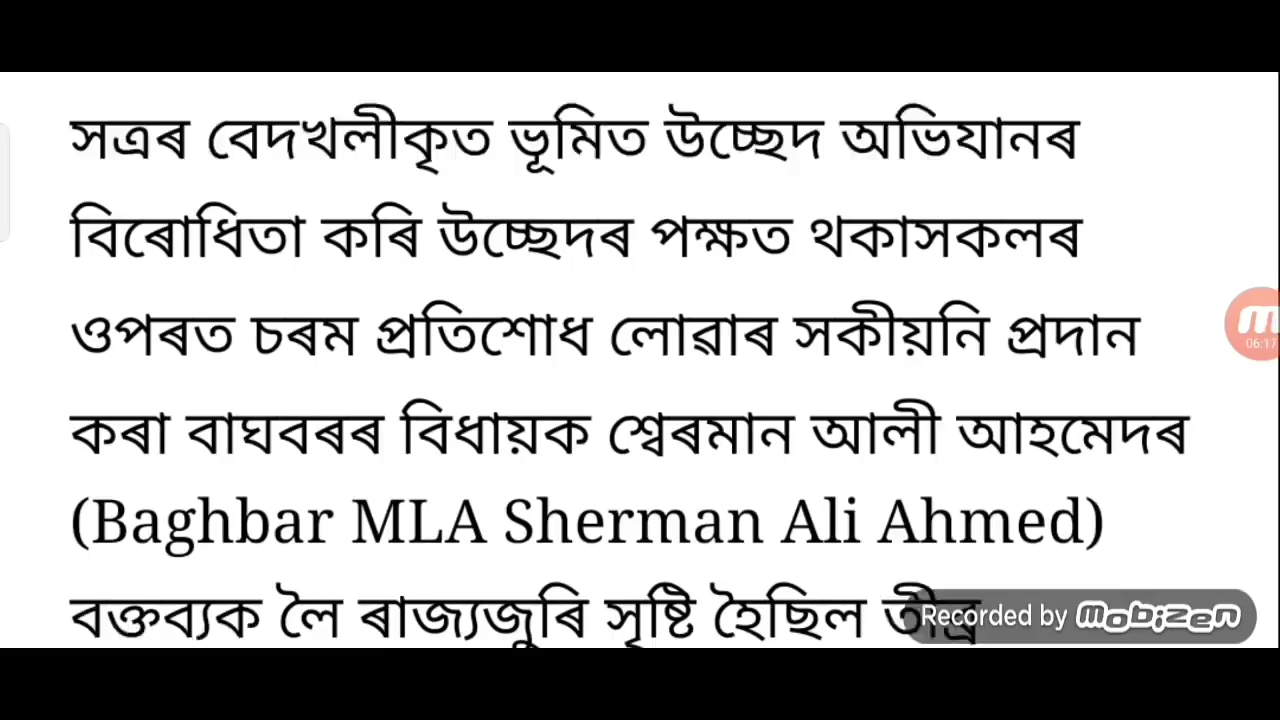 সত্ৰৰ বেদখলীকৃত ভূমিত উচ্ছেদ অভিযানৰ
বিৰোধিতা কৰি উচ্ছেদৰ পক্ষত থকাসকলৰ
ওপৰত চৰম প্ৰতিশোধ লোৱাৰ সকীয়নি প্ৰদান
কৰা বাঘবৰৰ বিধায়ক শ্বেৰমান আলী আহমেদৰ
(Baghbar MLA Sherman Ali Ahmed)
বক্তব্যক লৈ ৰাজ্যজুৰি সৃষ্টি হৈছিল তীব্ৰ
06:17
Recorded by MOBIZEN